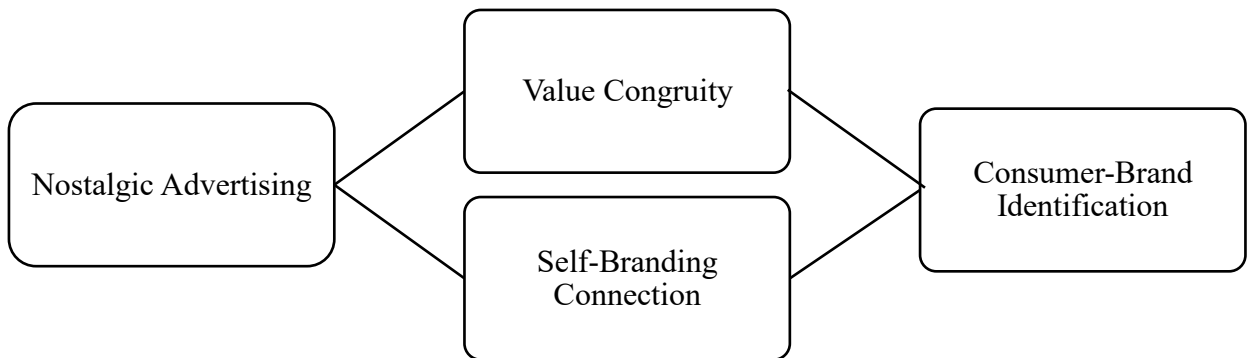 Value Congruity
Nostalgic Advertising
Consumer-Brand
Identification
Self-Branding
Connection